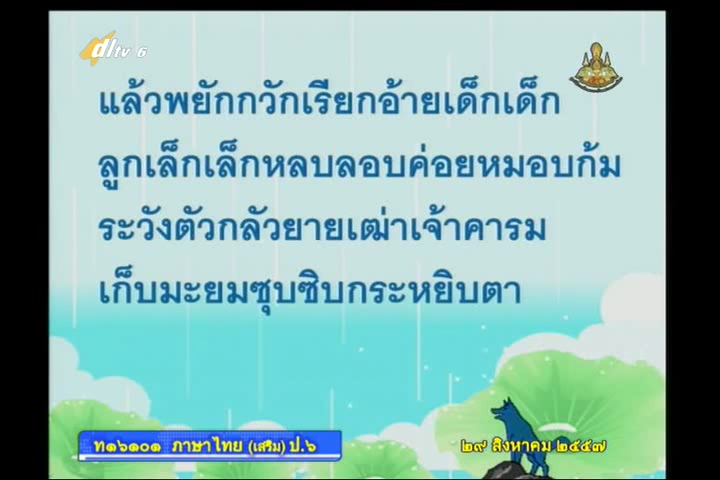 dltv 6
แล้วพยักกวักเรียกอ้ายเด็กเด็ก
ลูกเล็กเล็กหลบลอบค่อยหมอบก้ม
ระวังตัวกลัวยายเฒ่าเจ้าคารม
เก็บมะยมซุบซิบกระหยิบตา
ท๑๖๑๐๑ ภาษาไทย (เสริม) ป.๖
๒๙ สิงหาคม ๒๕๕๗